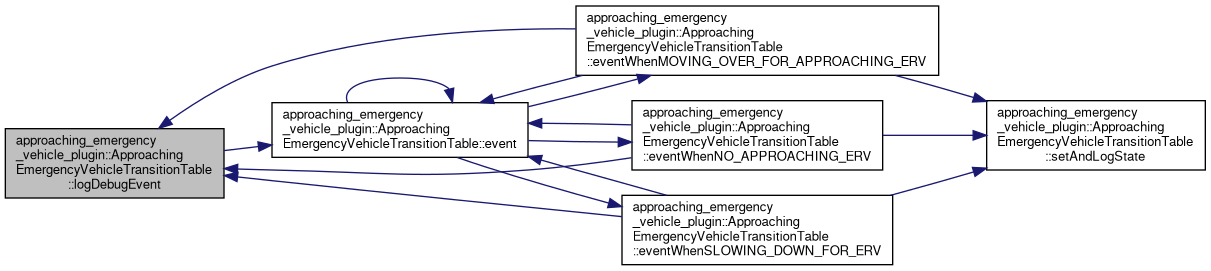 approaching_emergency
_vehicle_plugin::Approaching
EmergencyVehicleTransitionTable
::logDebugEvent
approaching_emergency
_vehicle_plugin::Approaching
EmergencyVehicleTransitionTable::event
approaching_emergency
_vehicle_plugin::Approaching
EmergencyVehicleTransitionTable
::eventWhenMOVING_OVER_FOR_APPROACHING_ERV
approaching_emergency
_vehicle_plugin::Approaching
EmergencyVehicleTransitionTable
::eventWhenNO_APPROACHING_ERV
approaching_emergency
_vehicle_plugin::Approaching
EmergencyVehicleTransitionTable
::eventWhenSLOWING_DOWN_FOR_ERV
approaching_emergency
_vehicle_plugin::Approaching
EmergencyVehicleTransitionTable
::setAndLogState